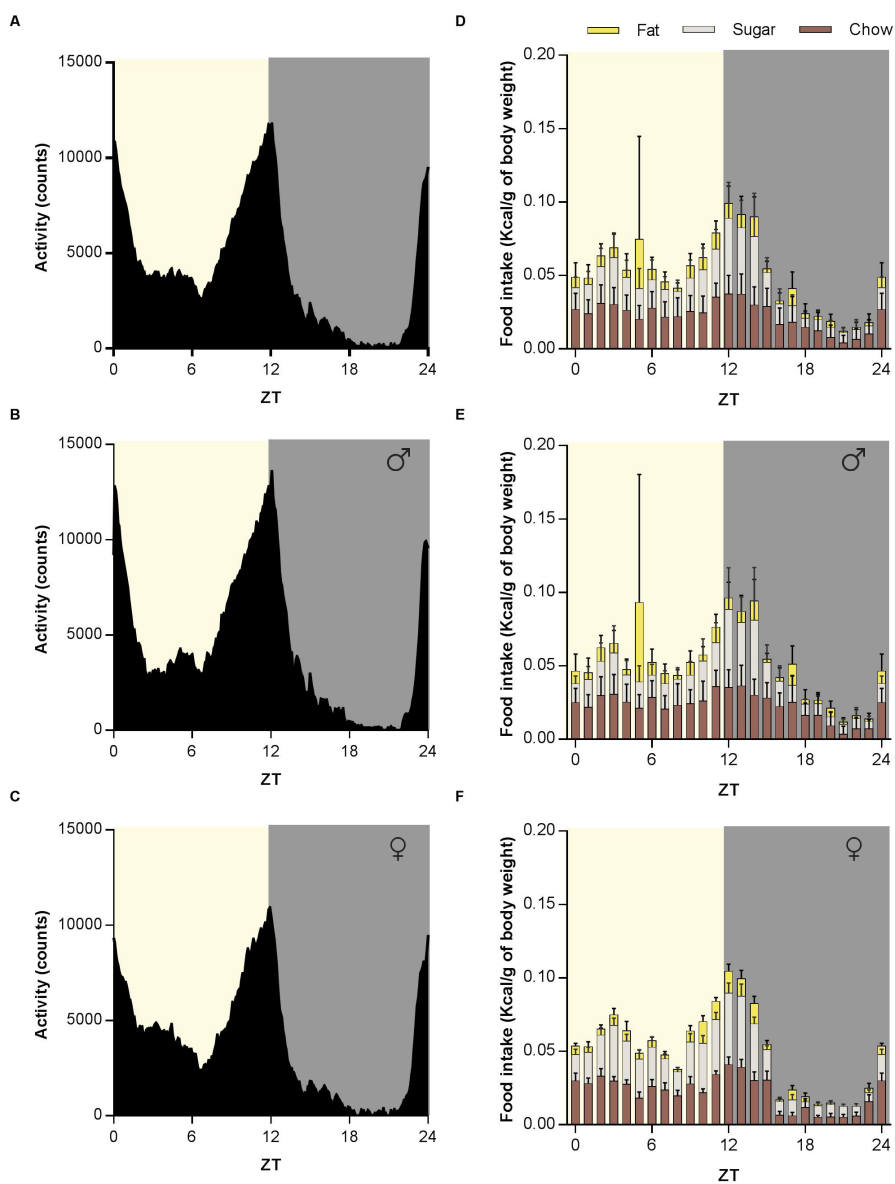 A
15000
10000
5000
0
Activity (counts)
0 6 12 18 24
ZT
B
15000
10000
5000
0
Activity (counts)
0 6 12 18 24
ZT
C
15000
10000
5000
0
Activity (counts)
0 6 12 18 24
ZT
D
Fat Sugar Chow
0.20
0.15
0.10
0.05
0.00
Food intake (Kcal/g of body weight)
0 6 12 18 24
ZT
E
♂
0.20
0.15
0.10
0.05
0.00
Food intake (Kcal/g of body weight)
0 6 12 18 24
ZT
F
♀
0.20
0.15
0.10
0.05
0.00
Food intake (Kcal/g of body weight)
0 6 12 18 24
ZT